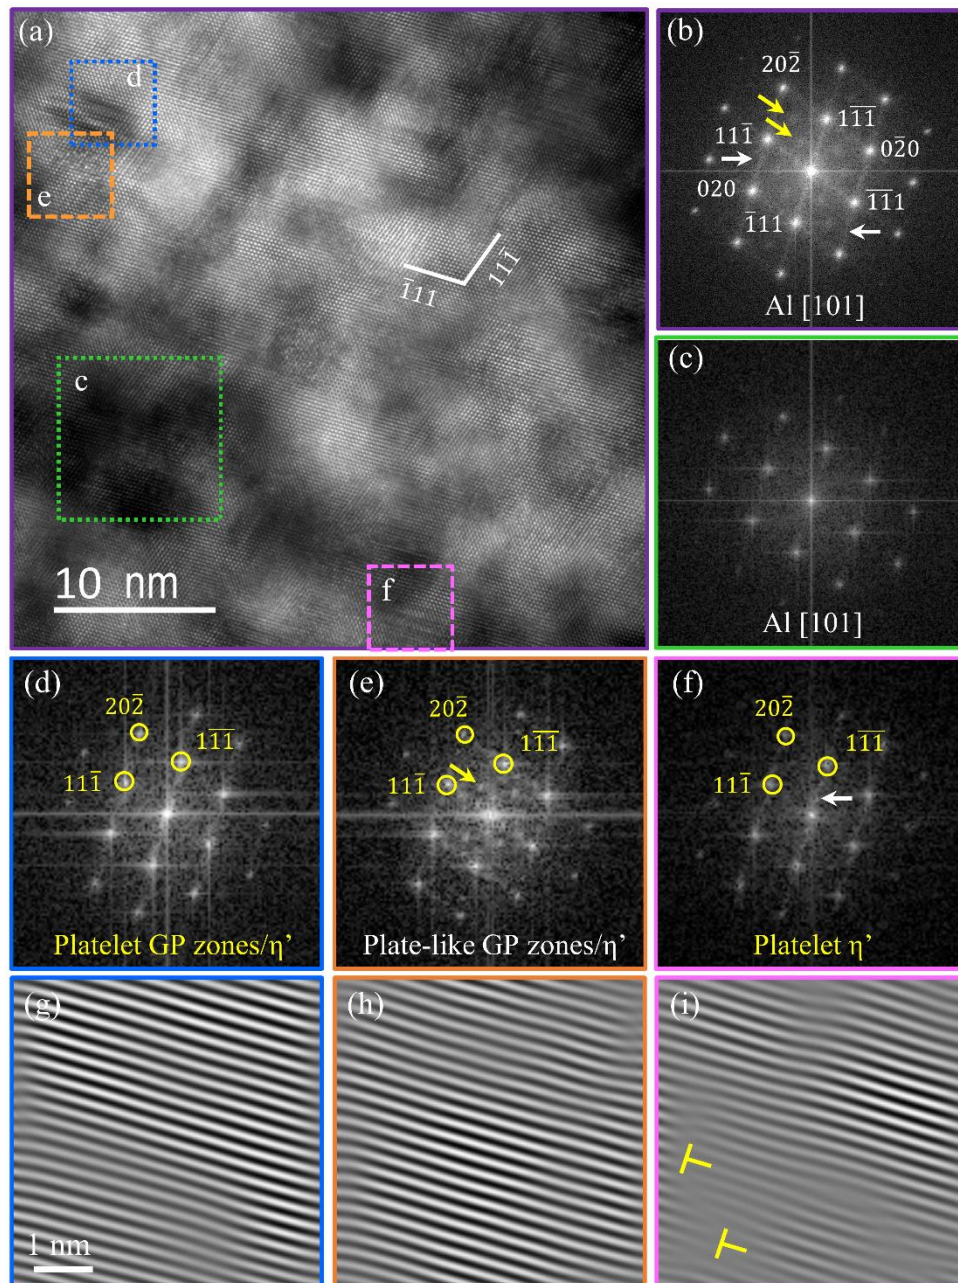 (a)
d
e
c
f
1̄11
111̄
10 nm
(b)
202̄
11̄1̄
111̄
02̄0
020
1̄1̄1
1̄11
Al [101]
(c)
Al [101]
(d)
202̄
11̄1̄
111̄
Platelet GP zones/η’
(e)
202̄
11̄1̄
111̄
Plate-like GP zones/η’
(f)
202̄
11̄1̄
111̄
Platelet η’
(g)
1 nm
(h)
(i)